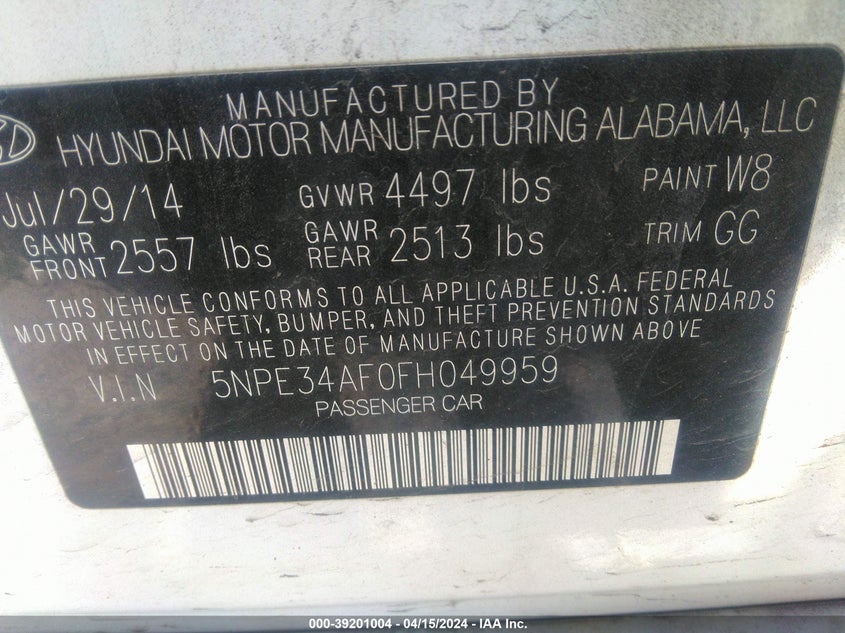 MANUFACTURED BY
HYUNDAI MOTOR MANUFACTURING ALABAMA, LLC
Jul/29/14 GVWR 4497 lbs PAINT W8
GAWR FRONT 2557 lbs GAWR REAR 2513 lbs TRIM GG
THIS VEHICLE CONFORMS TO ALL APPLICABLE U.S.A. FEDERAL
MOTOR VEHICLE SAFETY, BUMPER, AND THEFT PREVENTION STANDARDS
IN EFFECT ON THE DATE OF MANUFACTURE SHOWN ABOVE
V.I.N 5NPE34AF0FH049959
PASSENGER CAR
000-39201004 - 04/15/2024 - IAA Inc.